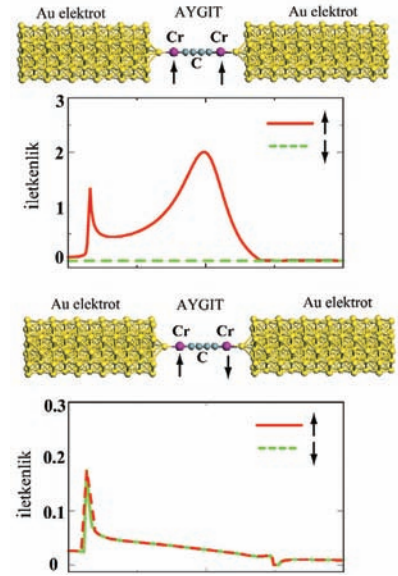 Au elektrot AYGIT Au elektrot
Cr Cr
C
3
2
1
0
iletkenlik
Au elektrot AYGIT Au elektrot
Cr Cr
C
0.3
0.2
0.1
0
iletkenlik